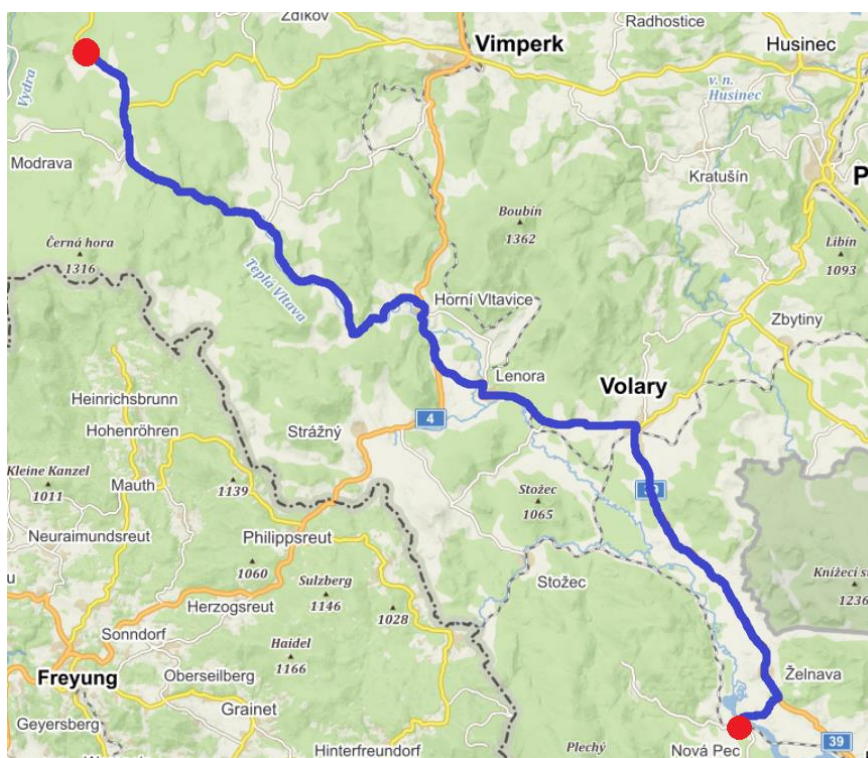 Zdíkov
Radhostice
Vimperk
Husinec
Vydra
v. n.
Husinec
Modrava
Kratušín
P
Boubín
1362
Černá hora
1316
Libín
1093
Teplá Vltava
Horní Vltavice
Zbytiny
Lenora
Volary
Heinrichsbrunn
4
Hohenröhren
Strážný
Kleine Kanzel
1011
Mauth
1139
Stožec
1065
Neuraimundsreut
Philippsreut
1060
Stožec
Knížecí s
1236
Sulzberg
1146
Herzogsreut
1028
Sonndorf
Haidel
1166
Freyung
Oberseilberg
Želnava
Grainet
Geyersberg
Hinterfreundorf
Plechý
Nová Pec
39